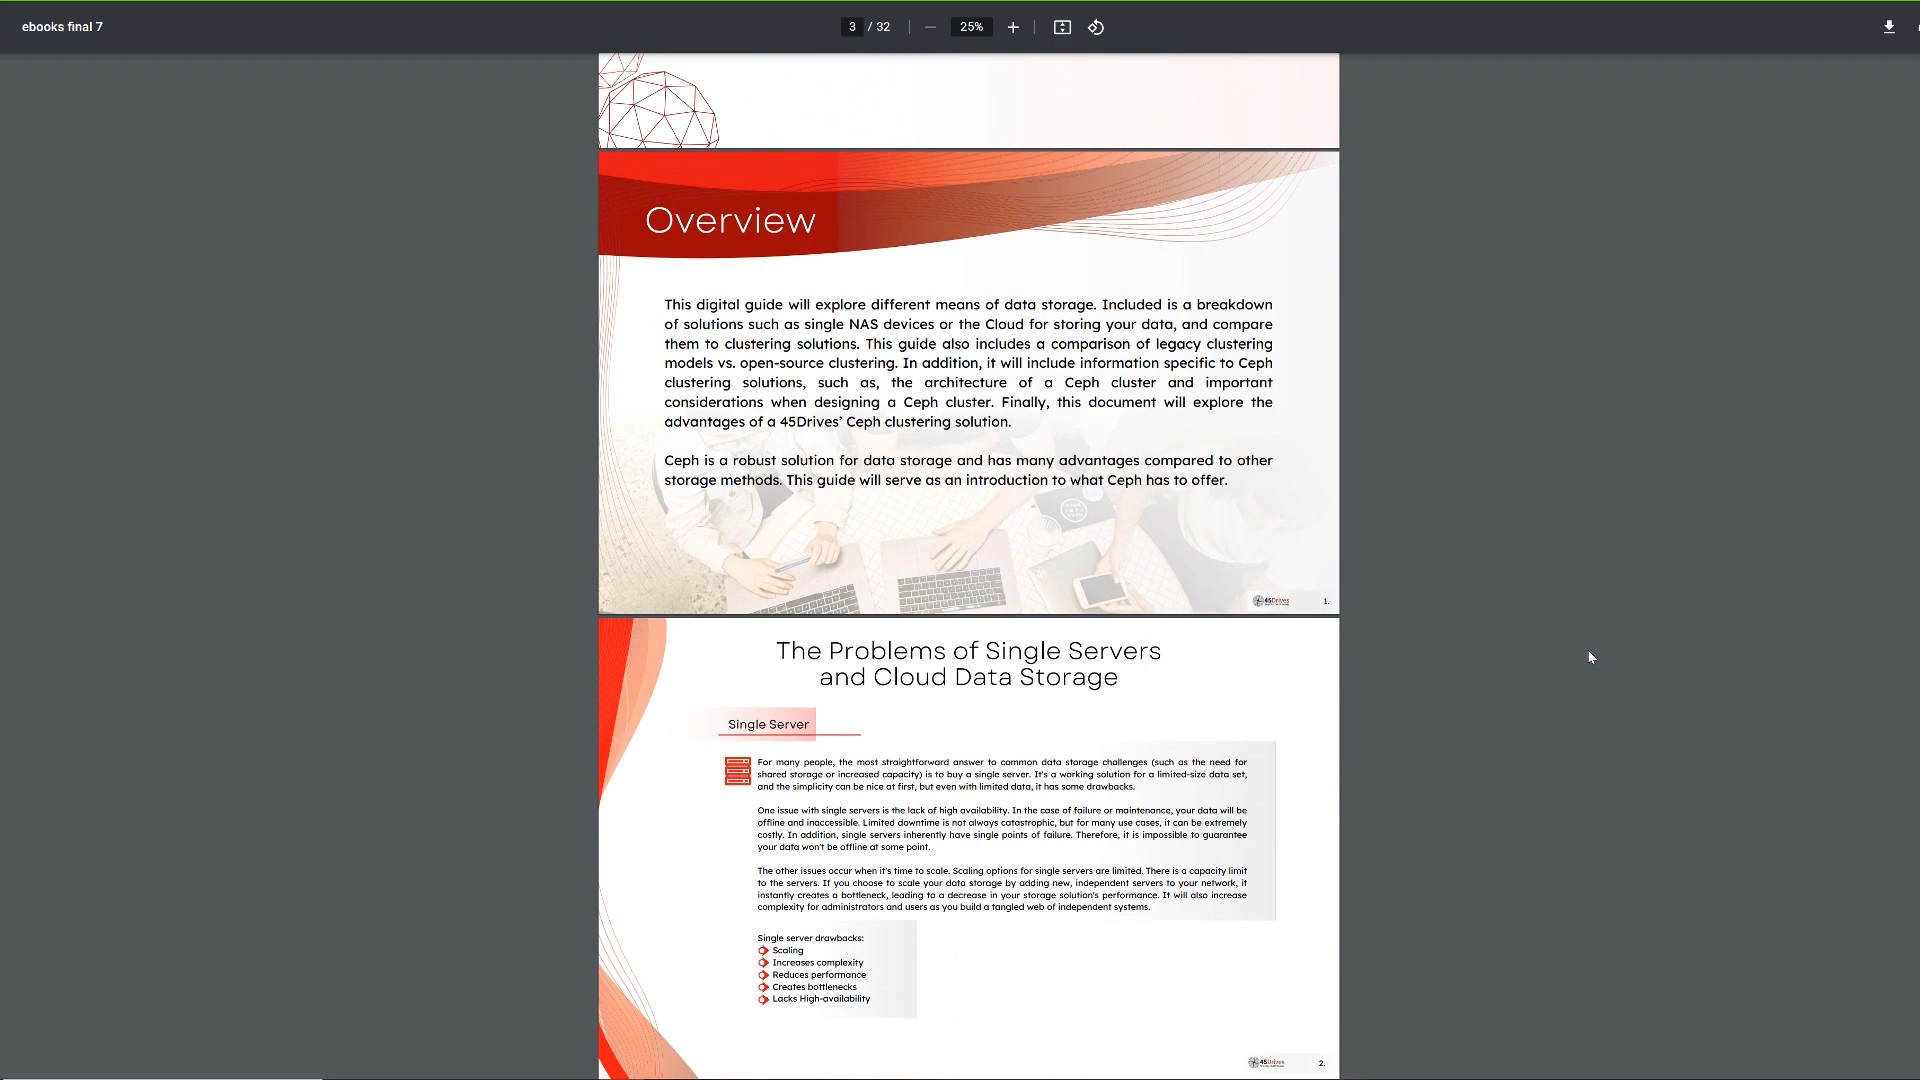 ebooks final 7
3 / 32
25%
Overview
This digital guide will explore different means of data storage. Included is a breakdown
of solutions such as single NAS devices or the Cloud for storing your data, and compare
them to clustering solutions. This guide also includes a comparison of legacy clustering
models vs. open-source clustering. In addition, it will include information specific to Ceph
clustering solutions, such as, the architecture of a Ceph cluster and important
considerations when designing a Ceph cluster. Finally, this document will explore the
advantages of a 45Drives’ Ceph clustering solution.
Ceph is a robust solution for data storage and has many advantages compared to other
storage methods. This guide will serve as an introduction to what Ceph has to offer.
45Drives
1.
The Problems of Single Servers
and Cloud Data Storage
Single Server
For many people, the most straightforward answer to common data storage challenges (such as the need for
shared storage or increased capacity) is to buy a single server. It's a working solution for a limited-size data set,
and the simplicity can be nice at first, but even with limited data, it has some drawbacks.
One issue with single servers is the lack of high availability. In the case of failure or maintenance, your data will be
offline and inaccessible. Limited downtime is not always catastrophic, but for many use cases, it can be extremely
costly. In addition, single servers inherently have single points of failure. Therefore, it is impossible to guarantee
your data won't be offline at some point.
The other issues occur when it's time to scale. Scaling options for single servers are limited. There is a capacity limit
to the servers. If you choose to scale your data storage by adding new, independent servers to your network, it
instantly creates a bottleneck, leading to a decrease in your storage solution's performance. It will also increase
complexity for administrators and users as you build a tangled web of independent systems.
Single server drawbacks:
Scaling
Increases complexity
Reduces performance
Creates bottlenecks
Lacks High-availability
45Drives
2.